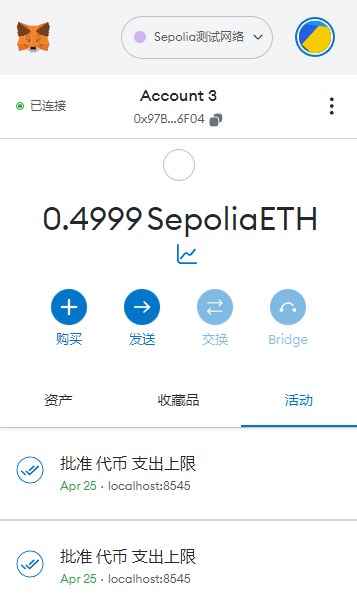 Sepolia测试网络
已连接
Account 3
0x97B...6F04
0.4999 SepoliaETH
购买
发送
交换
Bridge
资产
收藏品
活动
批准 代币 支出上限
Apr 25 · localhost:8545
批准 代币 支出上限
Apr 25 · localhost:8545